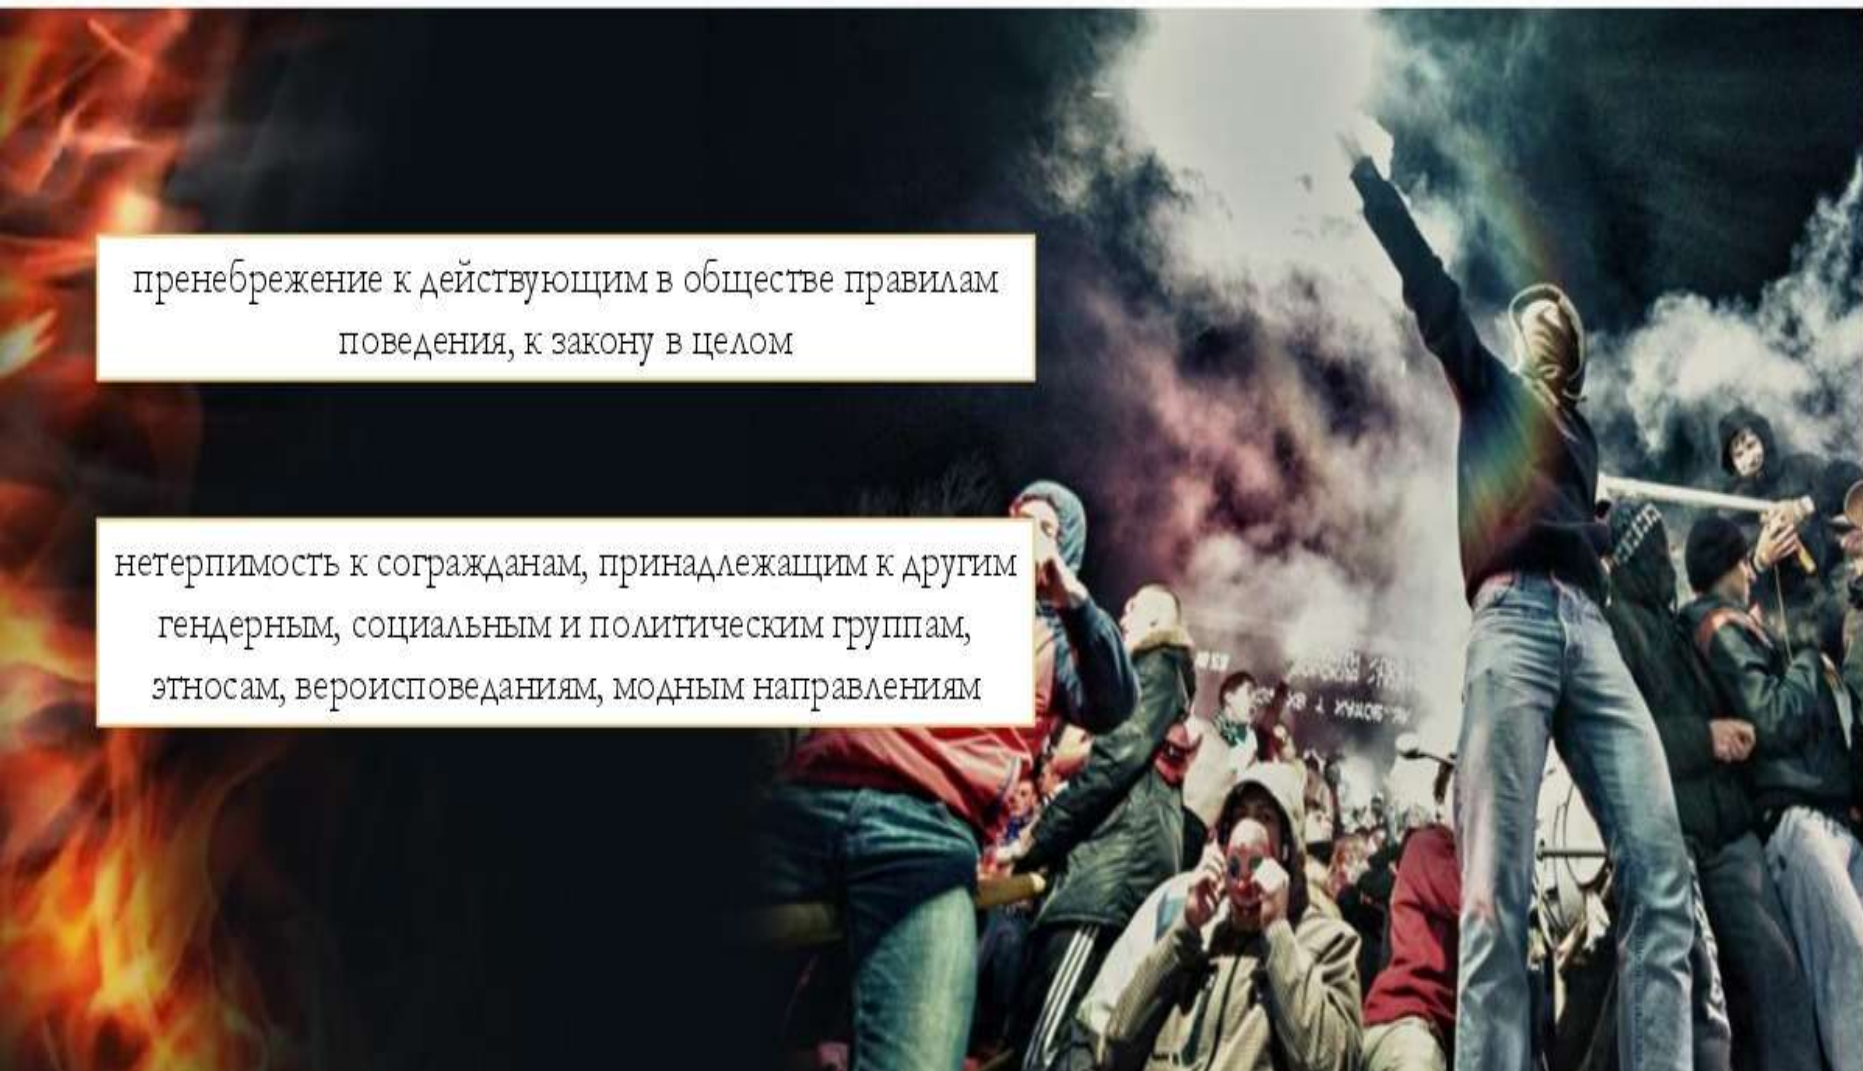 пренебрежение к действующим в обществе правилам
поведения, к закону в целом
нетерпимость к согражданам, принадлежащим к другим
гендерным, социальным и политическим группам,
этносам, вероисповеданиям, модным направлениям